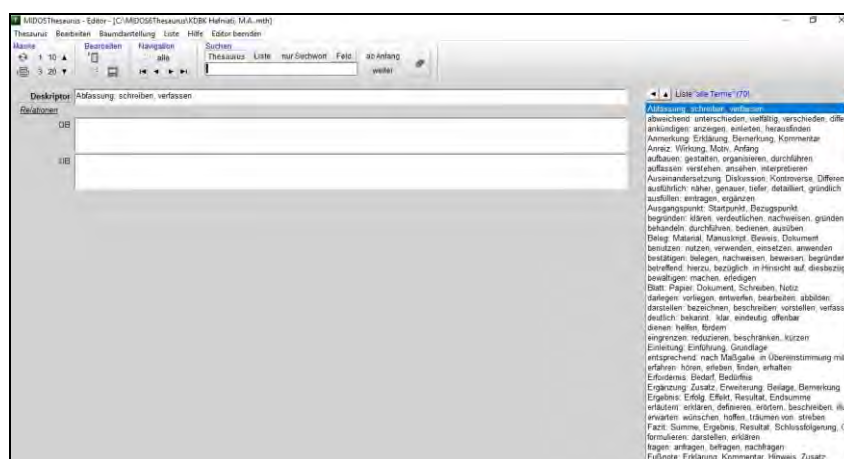 MIDOSThesaurus - Editor - [C:\MIDOS6Thesaurus\KDBK Hafniati, M.A..mth]
Thesaurus Bearbeiten Baumdarstellung Liste Hilfe Editor beenden
Maske Bearbeiten Navigation Suchen
1 10 ▲ alle Thesaurus Liste nur Suchwort Feld ab Anfang
3 20 ▼ weiter
Deskriptor Abfassung: schreiben, verfassen
Relationen
OB
UB
Liste "alle Terme" (70)
Abfassung: schreiben, verfassen
abweichend: unterschieden, vielfältig, verschieden, diffe
ankündigen: anzeigen, einleiten, herausfinden
Anmerkung: Erklärung, Bemerkung, Kommentar
Anreiz: Wirkung, Motiv, Anfang
aufbauen: gestalten, organisieren, durchführen
auffassen: verstehen, ansehen, interpretieren
Auseinandersetzung: Diskussion, Kontroverse, Differen
ausführlich: näher, genauer, tiefer, detailliert, gründlich
ausfüllen: eintragen, ergänzen
Ausgangspunkt: Startpunkt, Bezugspunkt
begründen: klären, verdeutlichen, nachweisen, gründen
behandeln: durchführen, bedienen, ausüben
Beleg: Material, Manuskript, Beweis, Dokument
benutzen: nutzen, verwenden, einsetzen, anwenden
bestätigen: belegen, nachweisen, beweisen, begründen
betreffend: hierzu, bezüglich, in Hinsicht auf, diesbezüg
bewältigen: machen, erledigen
Blatt: Papier, Dokument, Schreiben, Notiz
darlegen: vorliegen, entwerfen, bearbeiten, abbilden
darstellen: bezeichnen, beschreiben, vorstellen, verfass
deutlich: bekannt, klar, eindeutig, offenbar
dienen: helfen, fördern
eingrenzen: reduzieren, beschränken, kürzen
Einleitung: Einführung, Grundlage
entsprechend: nach Maßgabe, in Übereinstimmung mit
erfahren: hören, erleben, finden, erhalten
Erfordernis: Bedarf, Bedürfnis
Ergänzung: Zusatz, Erweiterung, Beilage, Bemerkung
Ergebnis: Erfolg, Effekt, Resultat, Endsumme
erläutern: erklären, definieren, erörtern, beschreiben, illu
erwarten: wünschen, hoffen, träumen von, streben
Fazit: Summe, Ergebnis, Resultat, Schlussfolgerung,
formulieren: darstellen, erklären
fragen: anfragen, befragen, nachfragen
Fußnote: Erklärung, Kommentar, Hinweis, Zusatz